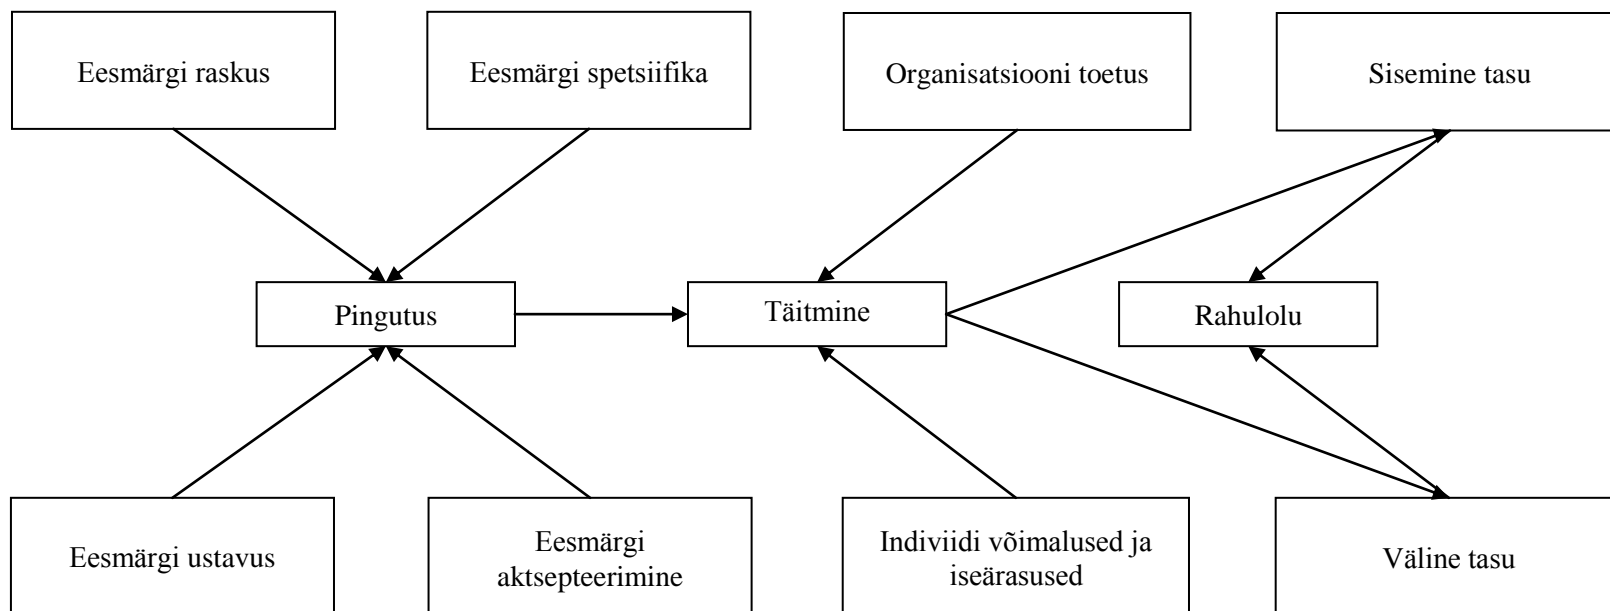 Eesmärgi raskus
Eesmärgi spetsiifika
Organisatsiooni toetus
Sisemine tasu
Pingutus
Täitmine
Rahulolu
Eesmärgi ustavus
Eesmärgi
aktsepteerimine
Indiviidi võimalused ja
iseärasused
Väline tasu